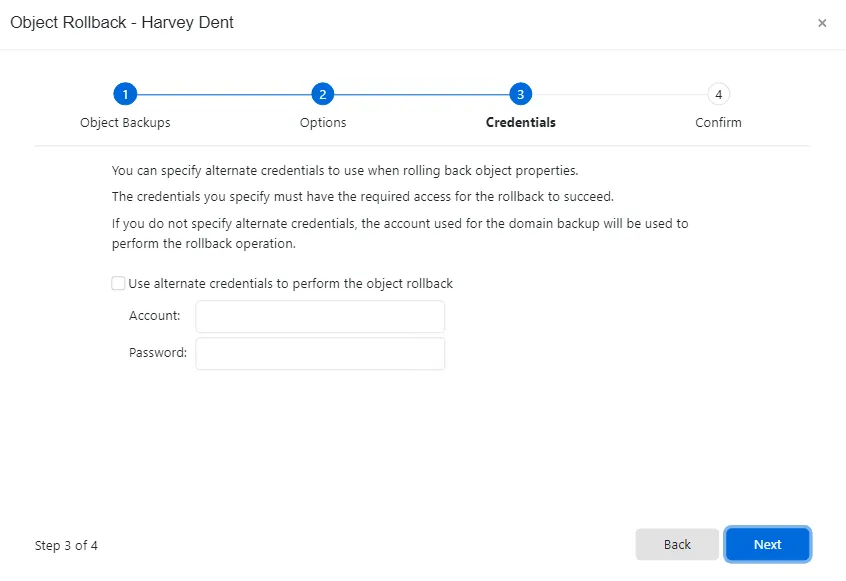 Object Rollback - Harvey Dent
×
1
2
3
4
Object Backups
Options
Credentials
Confirm
You can specify alternate credentials to use when rolling back object properties.
The credentials you specify must have the required access for the rollback to succeed.
If you do not specify alternate credentials, the account used for the domain backup will be used to
perform the rollback operation.
Use alternate credentials to perform the object rollback
Account:
Password:
Step 3 of 4
Back
Next